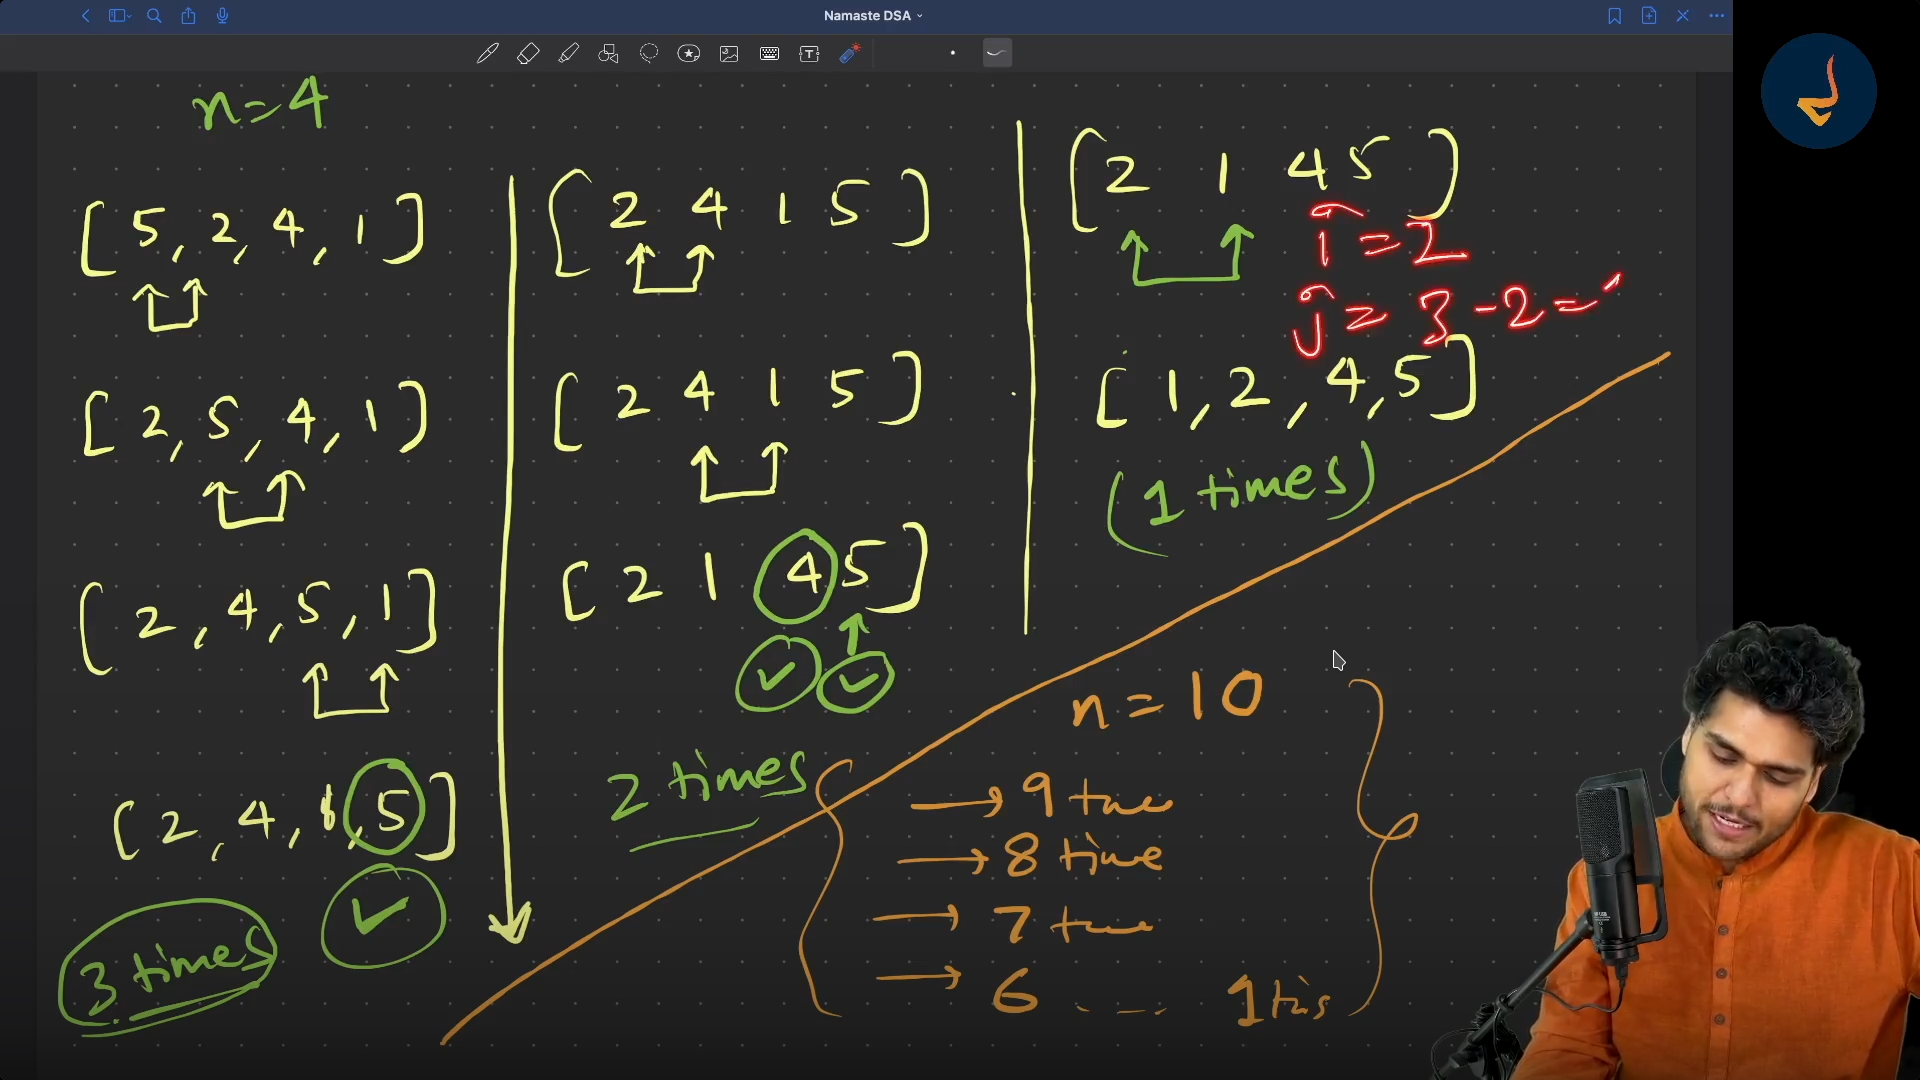 Namaste DSA
n=4
[ 5, 2, 4, 1 ]
[ 2, 5, 4, 1 ]
[ 2, 4, 5, 1 ]
[ 2, 4, 1, 5 ]
3 times
[ 2 4 1 5 ]
[ 2 4 1 5 ]
[ 2 1 4 5 ]
2 times
[ 2 1 4 5 ]
i = 2
j = 3 - 2 =
[ 1, 2, 4, 5 ]
(1 times)
n = 10
→ 9
→ 8 time
→ 7
→ 6 ... 1